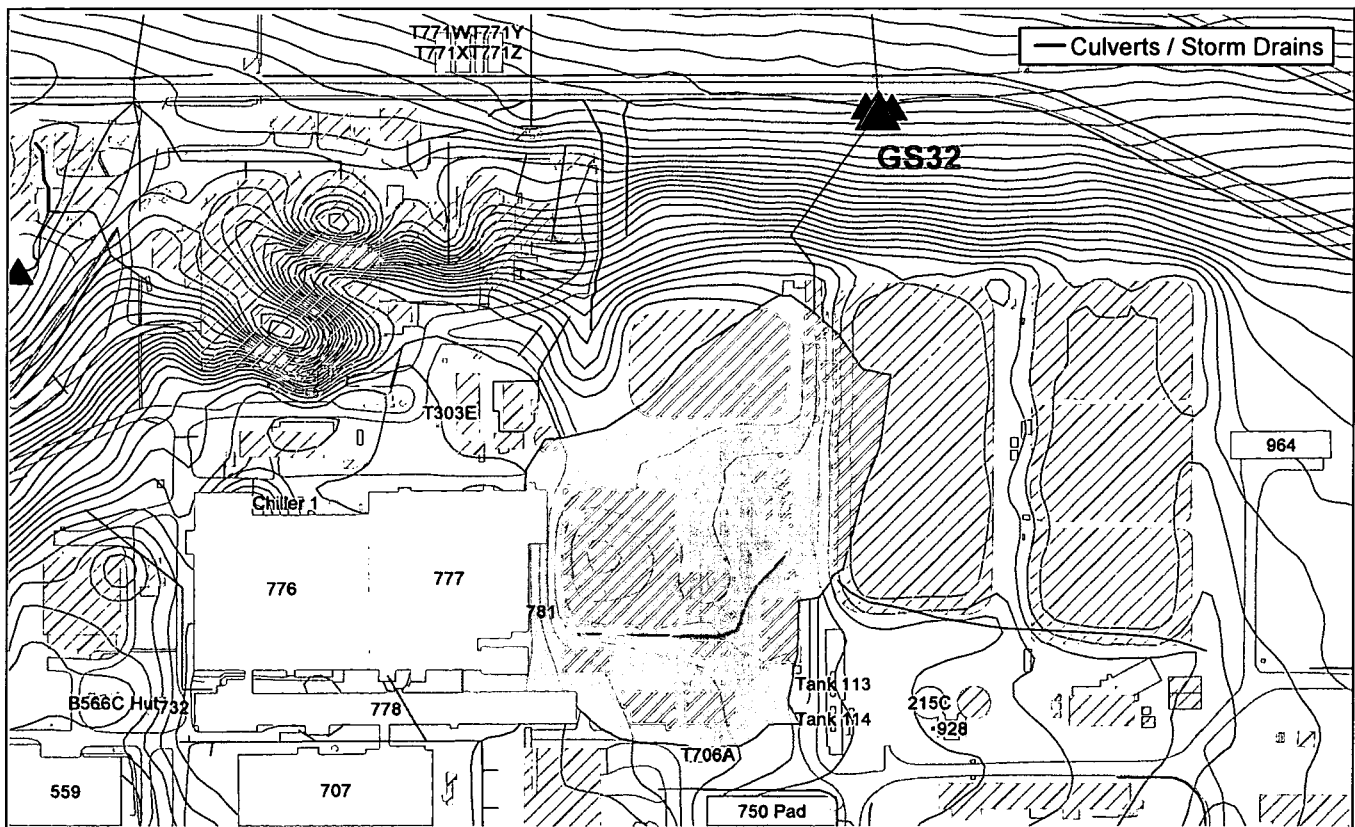 T771W T771Y
T771X T771Z
Culverts / Storm Drains
GS32
T303E
964
Chiller 1
776
777
781
Tank 113
B566C Hut
732
778
215C
Tank 114
928
T706A
559
707
750 Pad